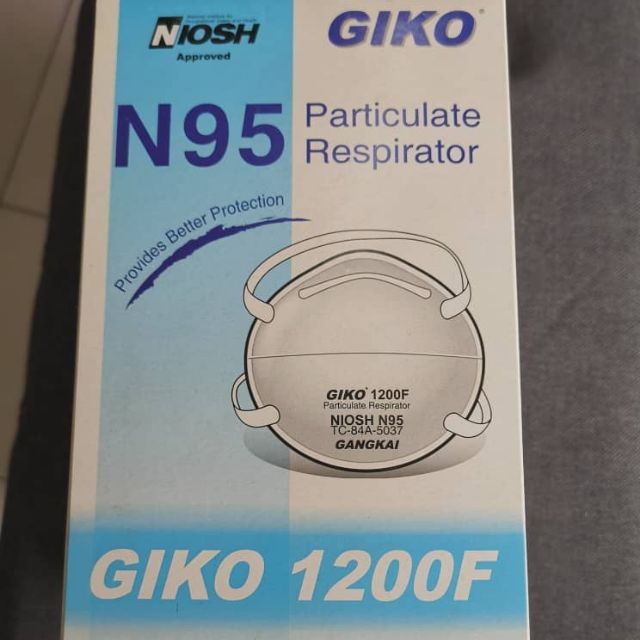 NIOSH
Approved
GIKO
N95
Particulate
Respirator
Provides Better Protection
GIKO 1200F
Particulate Respirator
NIOSH N95
TC-84A-5037
GANGKAI
GIKO 1200F